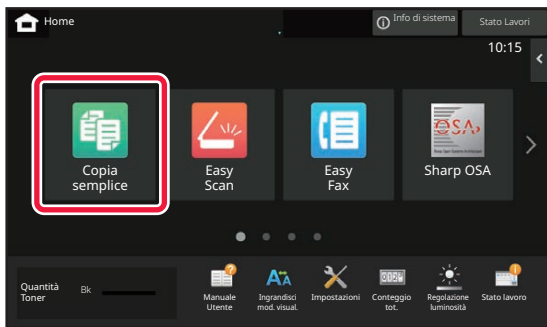 Home
Info di sistema
Stato Lavori
10:15
Copia
semplice
Easy
Scan
Easy
Fax
OSA
Sharp OSA
Quantità
Toner
Bk
Manuale
Utente
Ingrandisci
mod. visual.
Impostazioni
Conteggio
tot.
Regolazione
luminosità
Stato lavoro